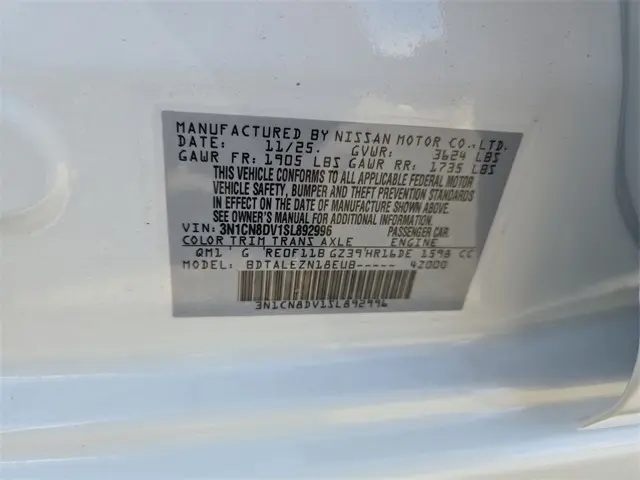 MANUFACTURED BY NISSAN MOTOR CO.,LTD.
DATE: 11/25. GVWR: 3624 LBS
GAWR FR: 1905 LBS GAWR RR: 1735 LBS
THIS VEHICLE CONFORMS TO ALL APPLICABLE FEDERAL MOTOR
VEHICLE SAFETY, BUMPER AND THEFT PREVENTION STANDARDS
IN EFFECT ON THE DATE OF MANUFACTURE SHOWN ABOVE.
SEE OWNER'S MANUAL FOR ADDITIONAL INFORMATION.
VIN: 3N1CN8DV1SL892996 PASSENGER CAR
COLOR TRIM TRANS AXLE ENGINE
QM1 G RE0F11B GZ39 HR16DE 1598 CC
MODEL: BDTALEZN18EUB----- 42000
3N1CN8DV1SL892996